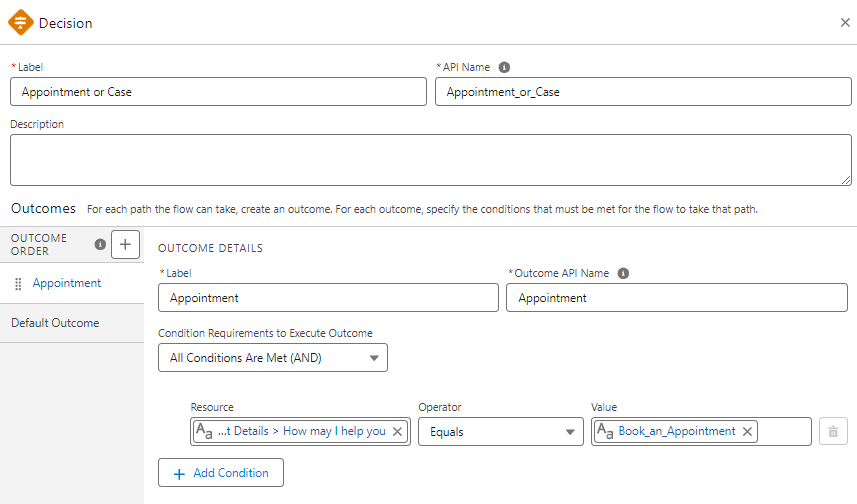 Decision
* Label
* API Name
Appointment or Case
Appointment_or_Case
Description
Outcomes For each path the flow can take, create an outcome. For each outcome, specify the conditions that must be met for the flow to take that path.
OUTCOME ORDER
+
OUTCOME DETAILS
Appointment
* Label
* Outcome API Name
Appointment
Appointment
Default Outcome
Condition Requirements to Execute Outcome
All Conditions Are Met (AND)
Resource
Operator
Value
Aa ...t Details > How may I help you
Equals
Aa Book_an_Appointment
+ Add Condition